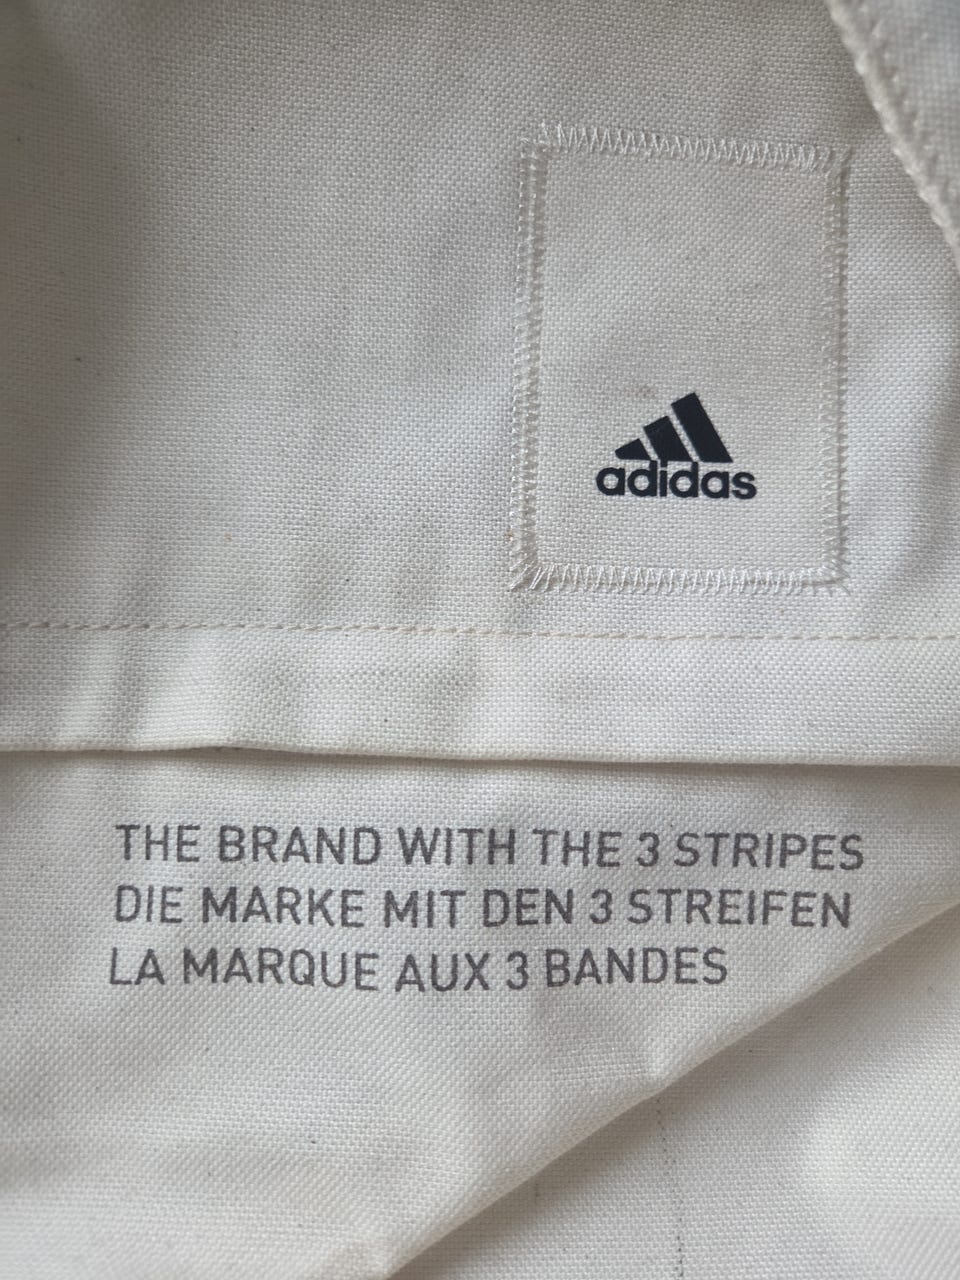 adidas
THE BRAND WITH THE 3 STRIPES
DIE MARKE MIT DEN 3 STREIFEN
LA MARQUE AUX 3 BANDES